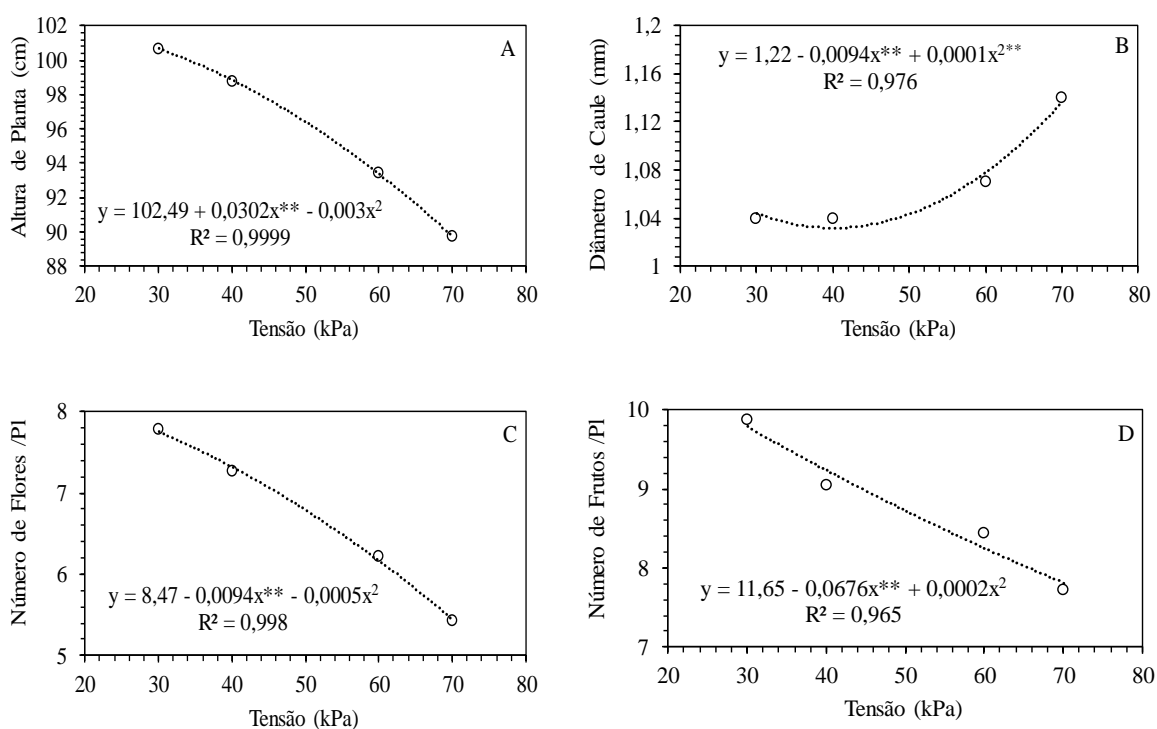 102
100
98
96
94
92
90
88
Altura de Planta (cm)
A
y = 102,49 + 0,0302x** - 0,003x²
R² = 0,9999
20 30 40 50 60 70 80
Tensão (kPa)
1,2
1,16
1,12
1,08
1,04
1
Diâmetro de Caule (mm)
B
y = 1,22 - 0,0094x** + 0,0001x²**
R² = 0,976
20 30 40 50 60 70 80
Tensão (kPa)
8
7
6
5
Número de Flores /Pl
C
y = 8,47 - 0,0094x** - 0,0005x²
R² = 0,998
20 30 40 50 60 70 80
Tensão (kPa)
10
9
8
7
Número de Frutos /Pl
D
y = 11,65 - 0,0676x** + 0,0002x²
R² = 0,965
20 30 40 50 60 70 80
Tensão (kPa)